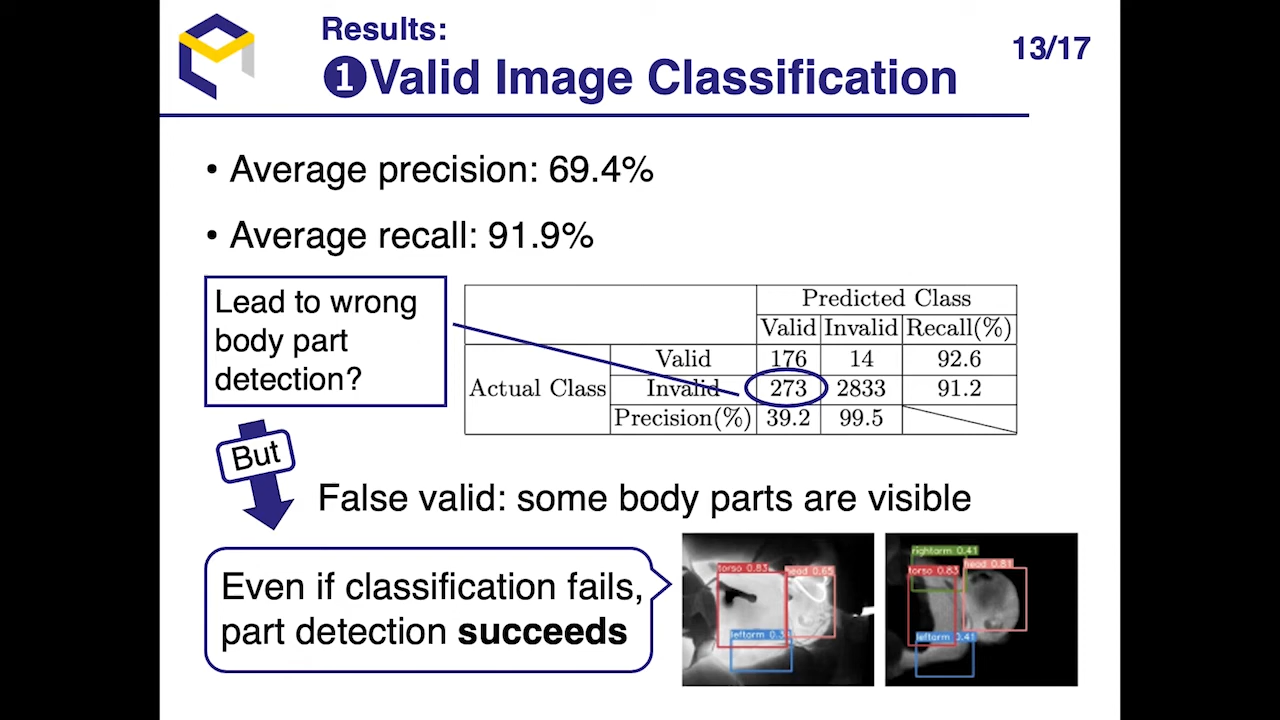 Results:
❶Valid Image Classification
13/17
• Average precision: 69.4%
• Average recall: 91.9%
Lead to wrong
body part
detection?
Predicted Class
Valid Invalid Recall(%)
Actual Class
Valid 176 14 92.6
Invalid 273 2833 91.2
Precision(%) 39.2 99.5
But
False valid: some body parts are visible
Even if classification fails,
part detection succeeds
torso 0.83
head 0.65
leftarm 0.3
rightarm 0.41
torso 0.83
head 0.81
leftarm 0.41